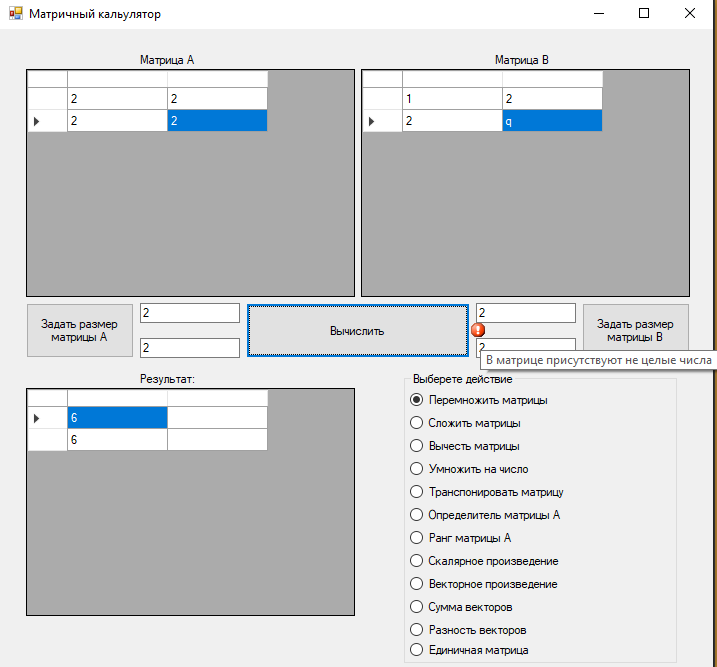 Матричный кальулятор
Матрица A
Матрица B
2 2
2 2
1 2
2 q
Задать размер
матрицы A
2
2
Вычислить
2
2
Задать размер
матрицы B
В матрице присутствуют не целые числа
Результат:
6
6
Выберете действие
Перемножить матрицы
Сложить матрицы
Вычесть матрицы
Умножить на число
Транспонировать матрицу
Определитель матрицы A
Ранг матрицы A
Скалярное произведение
Векторное произведение
Сумма векторов
Разность векторов
Единичная матрица